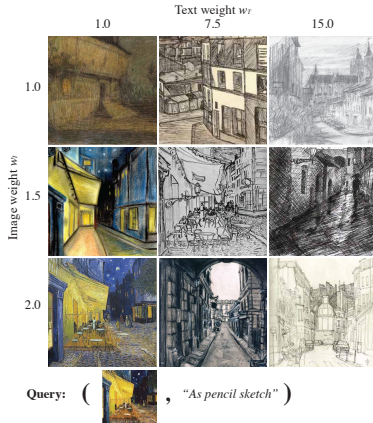 Text weight w_T
1.0 7.5 15.0
Image weight w_I
1.0
1.5
2.0
Query: ( , “As pencil sketch” )